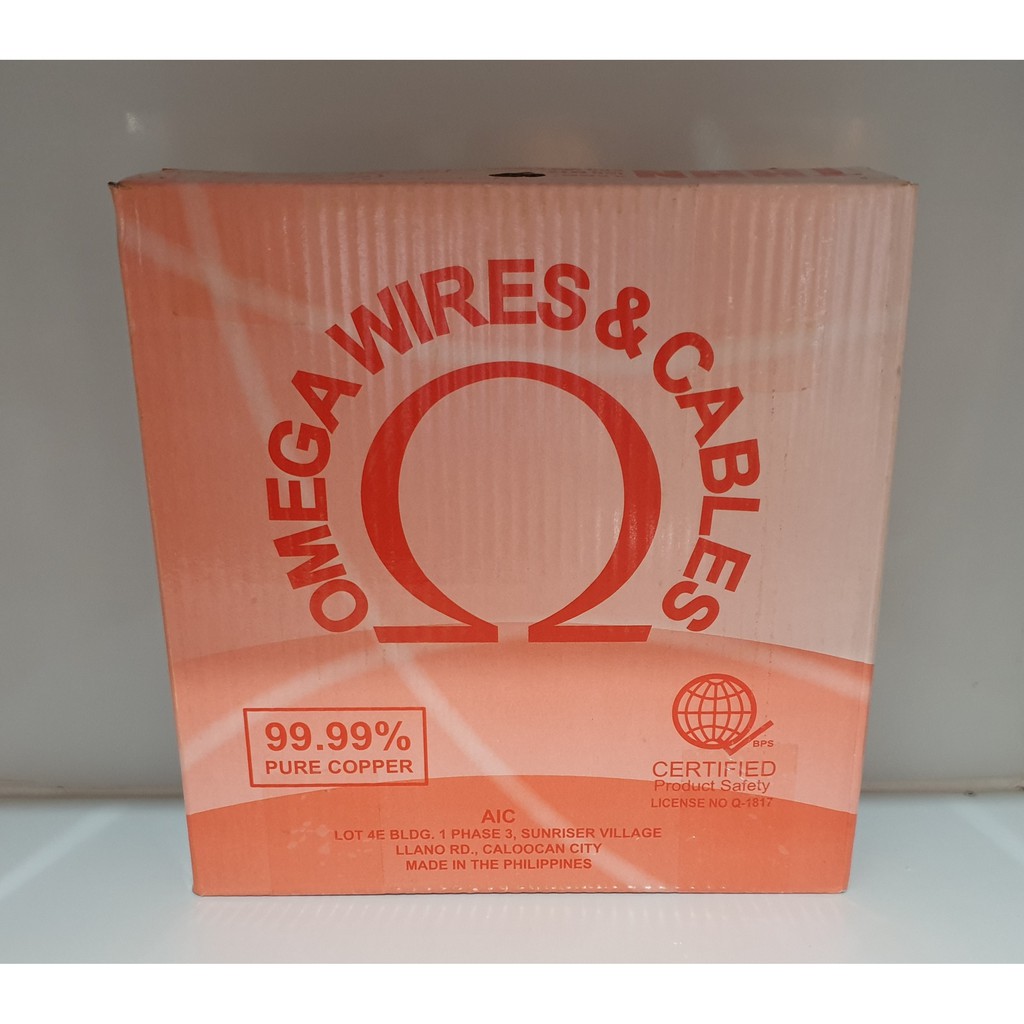 THHN
OMEGA WIRES & CABLES
Ω
99.99%
PURE COPPER
BPS
CERTIFIED
Product Safety
LICENSE NO Q-1817
AIC
LOT 4E BLDG. 1 PHASE 3, SUNRISER VILLAGE
LLANO RD., CALOOCAN CITY
MADE IN THE PHILIPPINES